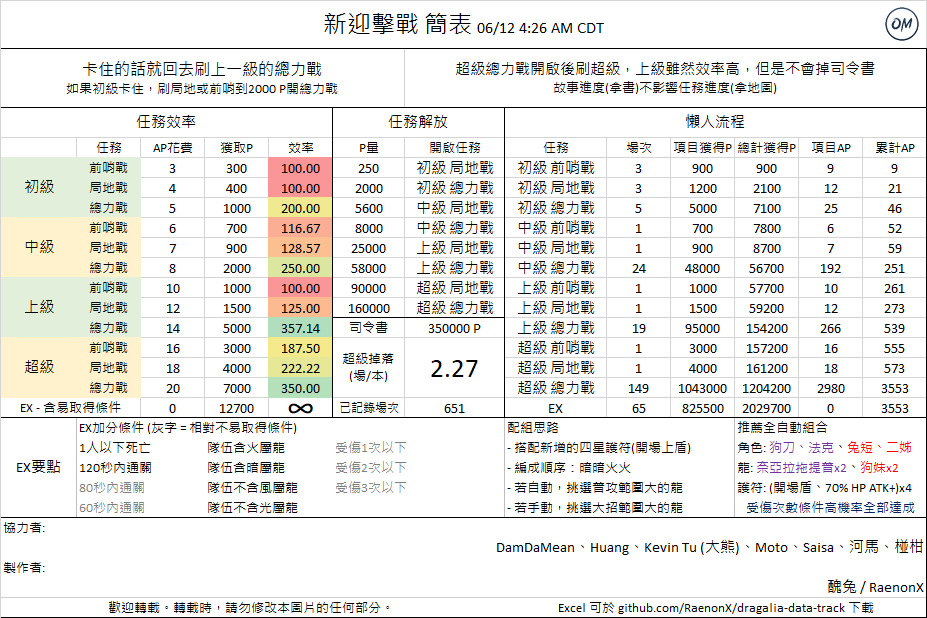 新迎擊戰 簡表 06/12 4:26 AM CDT
OM
卡住的話就回去刷上一級的總力戰
如果初級卡住，刷局地或前哨到2000 P開總力戰
超級總力戰開啟後刷超級，上級雖然效率高，但是不會掉司令書
故事進度(拿書)不影響任務進度(拿地圖)
任務效率 任務解放 懶人流程
任務 AP花費 獲取P 效率 P量 開啟任務 任務 場次 項目獲得P 總計獲得P 項目AP 累計AP
初級 前哨戰 3 300 100.00 250 初級 局地戰 初級 前哨戰 3 900 900 9 9
局地戰 4 400 100.00 2000 初級 總力戰 初級 局地戰 3 1200 2100 12 21
總力戰 5 1000 200.00 5600 中級 局地戰 初級 總力戰 5 5000 7100 25 46
中級 前哨戰 6 700 116.67 8000 中級 總力戰 中級 前哨戰 1 700 7800 6 52
局地戰 7 900 128.57 25000 上級 局地戰 中級 局地戰 1 900 8700 7 59
總力戰 8 2000 250.00 58000 上級 總力戰 中級 總力戰 24 48000 56700 192 251
上級 前哨戰 10 1000 100.00 90000 超級 局地戰 上級 前哨戰 1 1000 57700 10 261
局地戰 12 1500 125.00 160000 超級 總力戰 上級 局地戰 1 1500 59200 12 273
總力戰 14 5000 357.14 司令書 350000 P 上級 總力戰 19 95000 154200 266 539
超級 前哨戰 16 3000 187.50 超級掉落 (場/本) 2.27 超級 前哨戰 1 3000 157200 16 555
局地戰 18 4000 222.22 超級 局地戰 1 4000 161200 18 573
總力戰 20 7000 350.00 超級 總力戰 149 1043000 1204200 2980 3553
EX - 含易取得條件 0 12700 ∞ 已記錄場次 651 EX 65 825500 2029700 0 3553
EX要點
EX加分條件 (灰字 = 相對不易取得條件)
1人以下死亡 隊伍含火屬龍 受傷1次以下
120秒內通關 隊伍含暗屬龍 受傷2次以下
80秒內通關 隊伍不含風屬龍 受傷3次以下
60秒內通關 隊伍不含光屬龍
配組思路
- 搭配新增的四星護符(開場上盾)
- 編成順序：暗暗火火
- 若自動，挑選普攻範圍大的龍
- 若手動，挑選大招範圍大的龍
推薦全自動組合
角色: 狗刀、法克、兔短、二姊
龍: 奈亞拉拖提普x2、狗妹x2
護符: (開場盾、70% HP ATK+)x4
受傷次數條件高機率全部達成
協力者:
DamDaMean、Huang、Kevin Tu (大熊)、Moto、Saisa、河馬、椪柑
製作者:
醜兔 / RaenonX
歡迎轉載。轉載時，請勿修改本圖片的任何部分。
Excel 可於 github.com/RaenonX/dragalia-data-track 下載